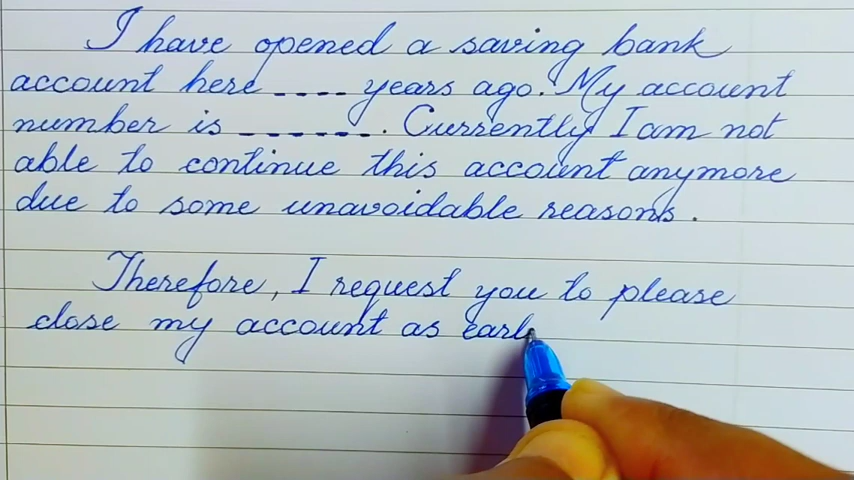 I have opened a saving bank
account here ---- years ago. My account
number is -------. Currently I am not
able to continue this account anymore
due to some unavoidable reasons.
Therefore, I request you to please
close my account as earl